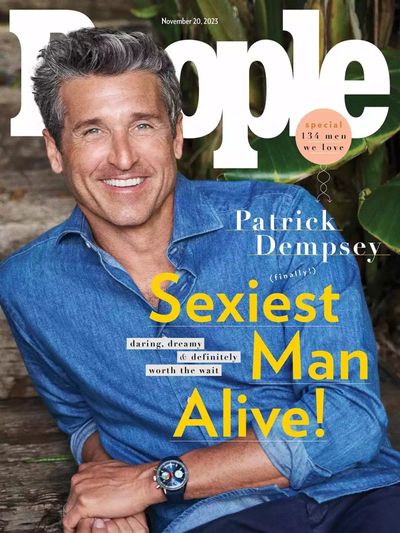 November 20, 2023
People
special
134 men
we love
Patrick
Dempsey
(finally!)
Sexiest
daring, dreamy
& definitely
worth the wait
Man
Alive!